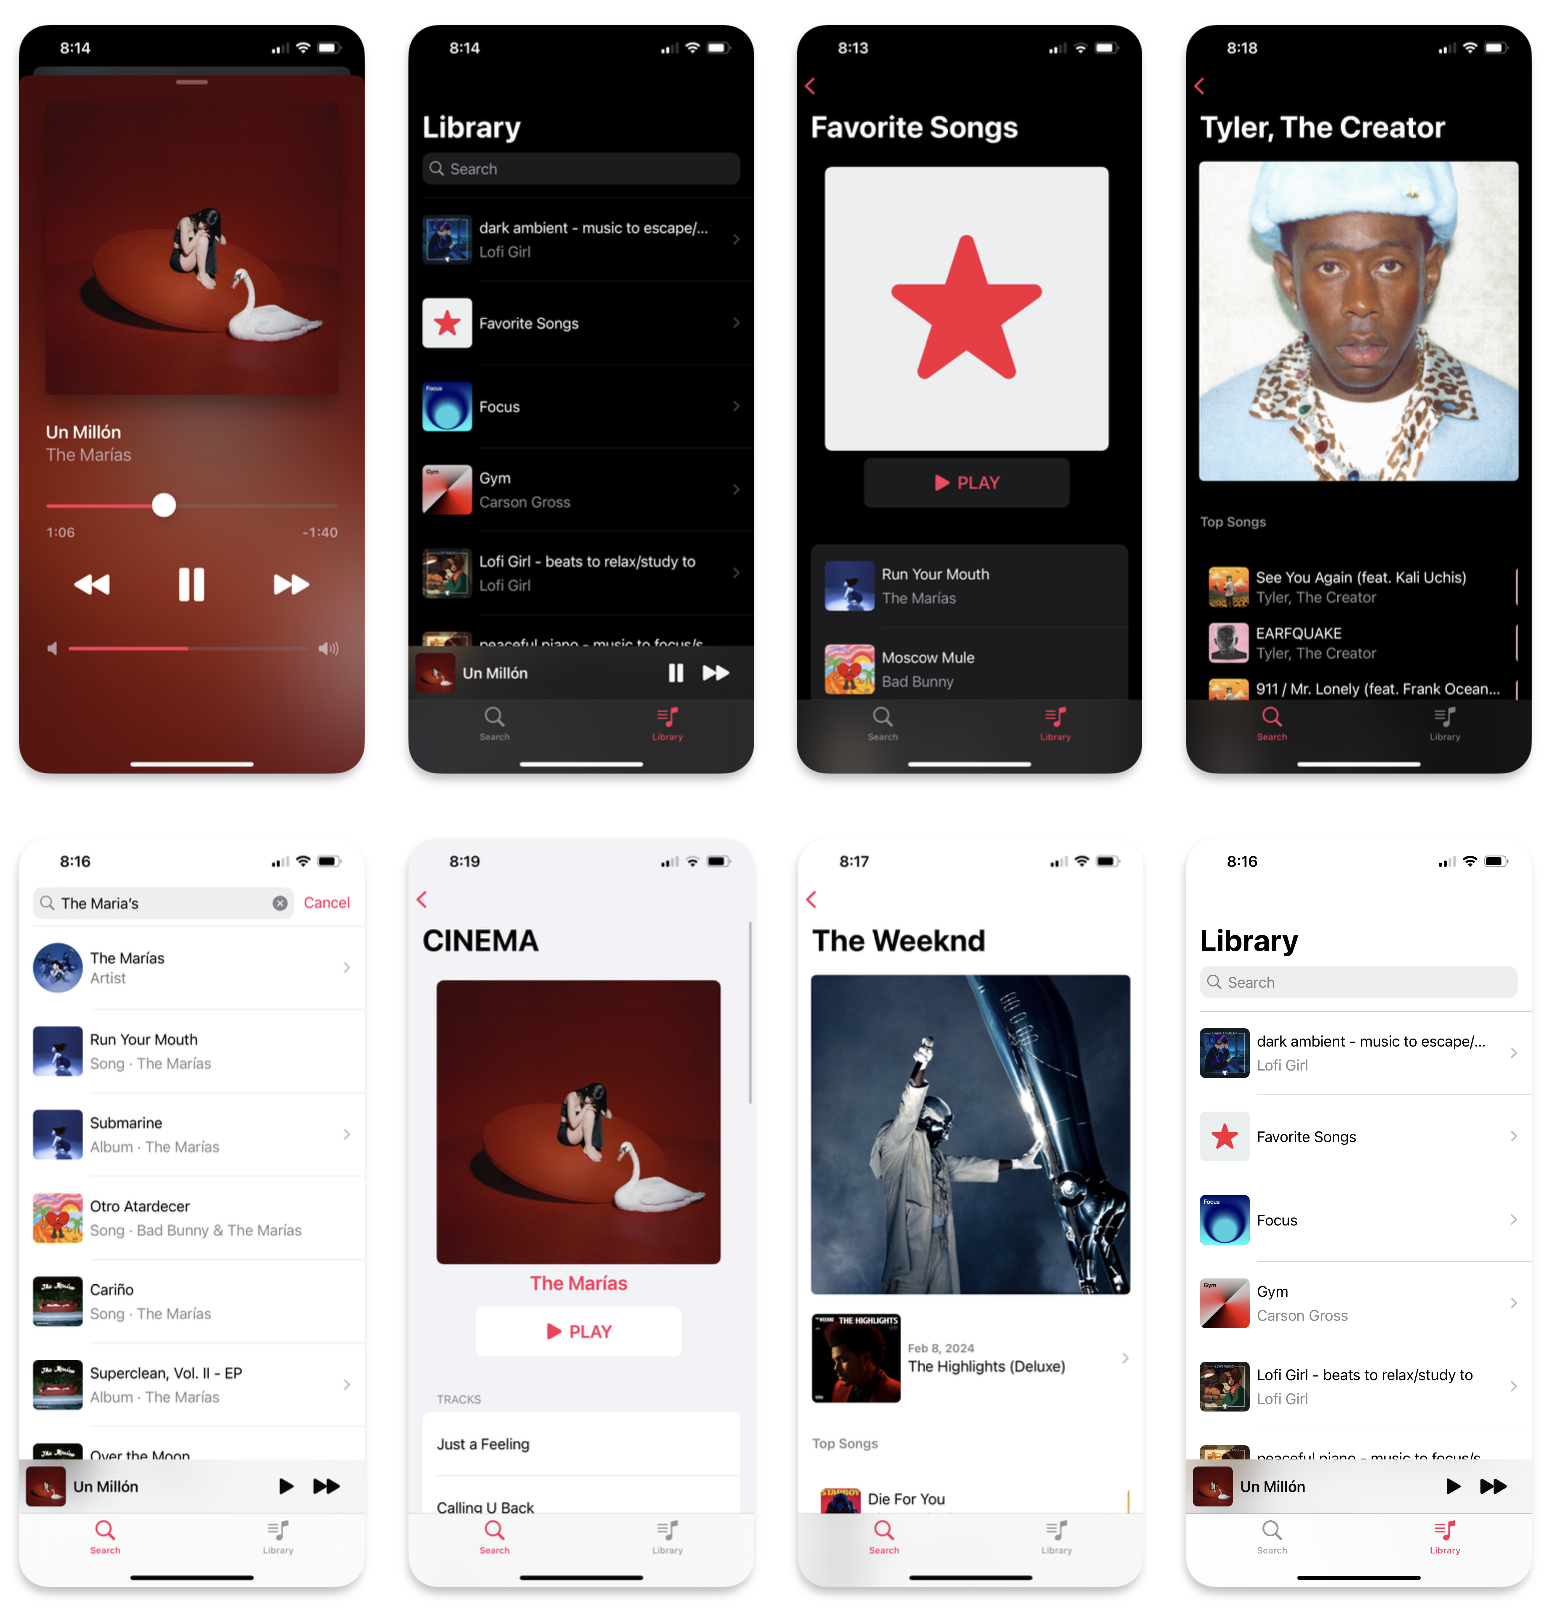 8:14
Un Millón
The Marías
1:06
-1:40
8:14
Library
Search
dark ambient - music to escape/...
Lofi Girl
Favorite Songs
Focus
Focus
Gym
Gym
Carson Gross
Lofi Girl - beats to relax/study to
Lofi Girl
peaceful piano - music to focus/s
Un Millón
Search
Library
8:13
Favorite Songs
PLAY
Run Your Mouth
The Marías
Moscow Mule
Bad Bunny
Search
Library
8:18
Tyler, The Creator
Top Songs
See You Again (feat. Kali Uchis)
Tyler, The Creator
EARFQUAKE
Tyler, The Creator
911 / Mr. Lonely (feat. Frank Ocean...
Search
Library
8:16
The Maria's
Cancel
The Marías
Artist
Run Your Mouth
Song · The Marías
Submarine
Album · The Marías
Otro Atardecer
Song · Bad Bunny & The Marías
Cariño
Song · The Marías
Superclean, Vol. II - EP
Album · The Marías
Over the Moon
Un Millón
Search
Library
8:19
CINEMA
The Marías
PLAY
TRACKS
Just a Feeling
Calling U Back
Search
Library
8:17
The Weeknd
THE HIGHLIGHTS
Feb 8, 2024
The Highlights (Deluxe)
Top Songs
STARBOY
Die For You
Search
Library
8:16
Library
Search
dark ambient - music to escape/...
Lofi Girl
Favorite Songs
Focus
Focus
Gym
Gym
Carson Gross
Lofi Girl - beats to relax/study to
Lofi Girl
peaceful piano - music to focus/s
Un Millón
Search
Library